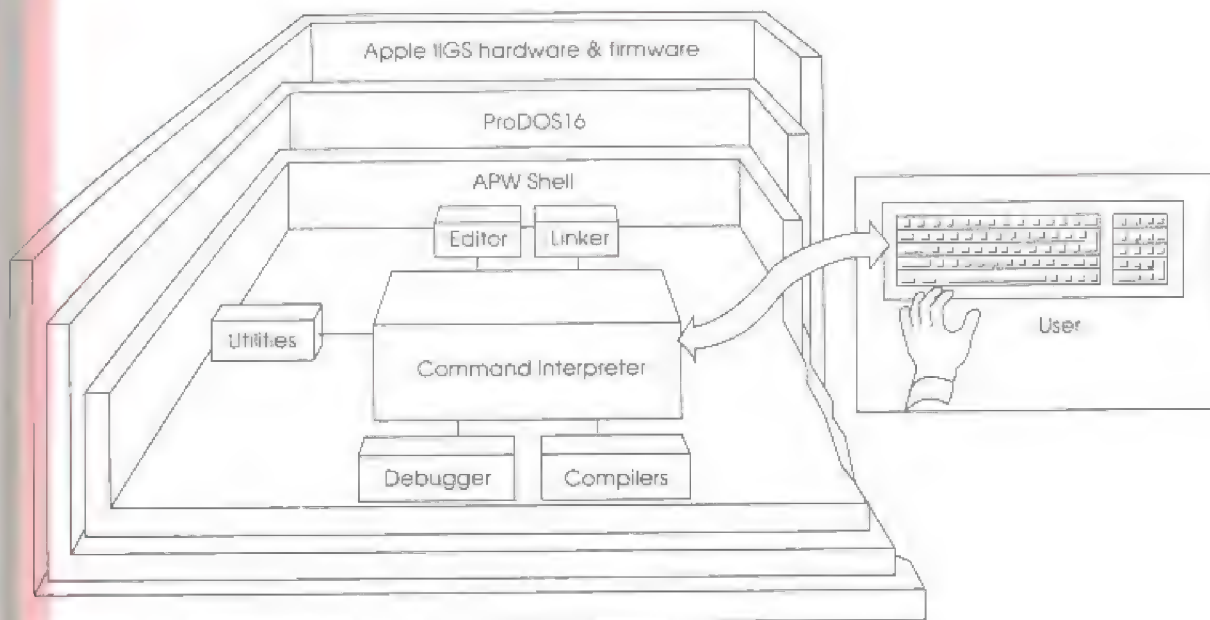 Apple IIGS hardware & firmware
ProDOS16
APW Shell
Editor
Linker
Utilities
Command Interpreter
User
Debugger
Compilers